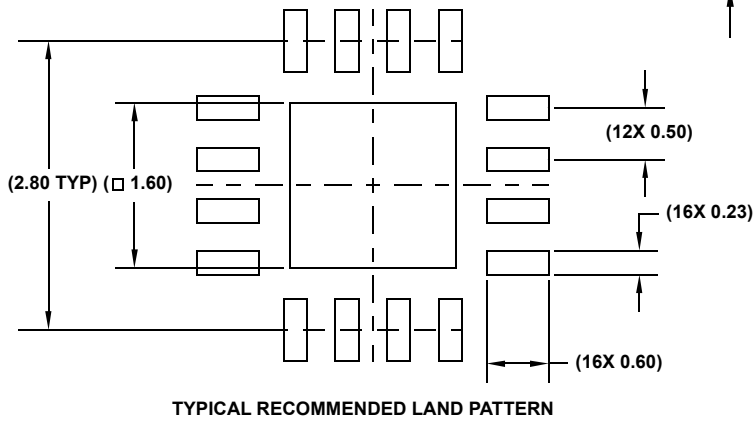 (12X 0.50)
(2.80 TYP) (□ 1.60)
(16X 0.23)
(16X 0.60)
TYPICAL RECOMMENDED LAND PATTERN